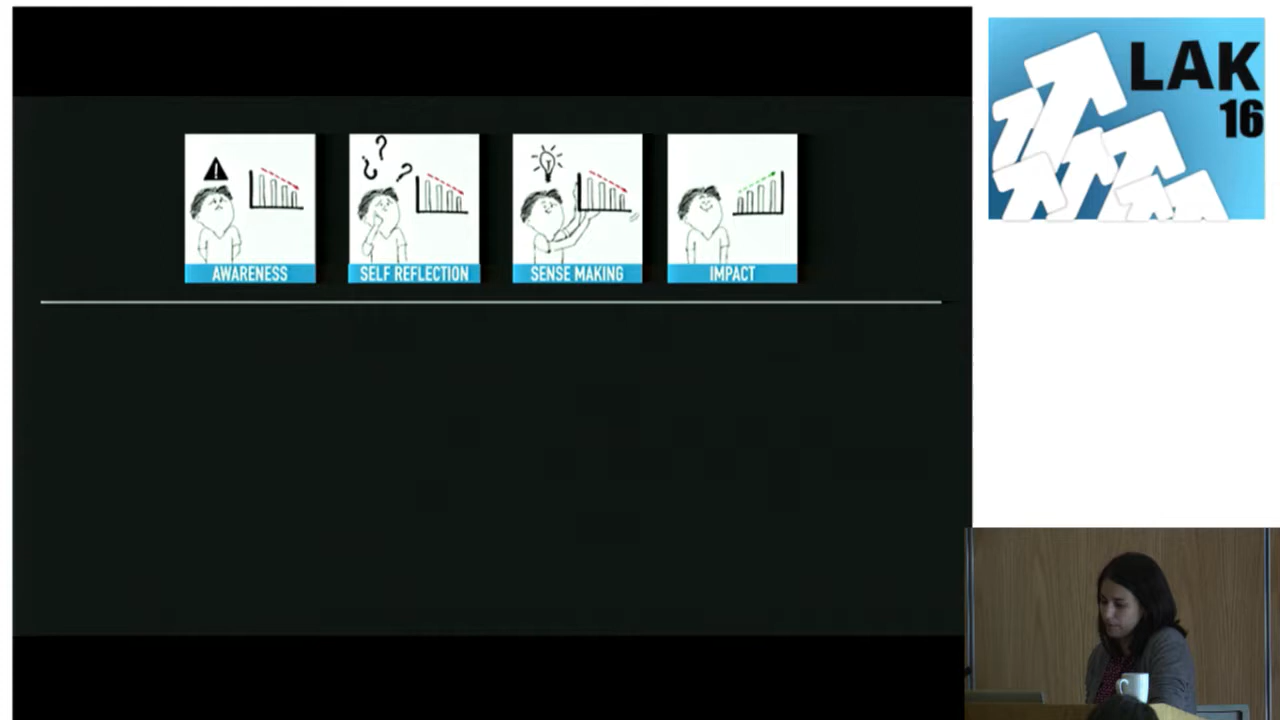 AWARENESS
SELF REFLECTION
SENSE MAKING
IMPACT
LAK
16